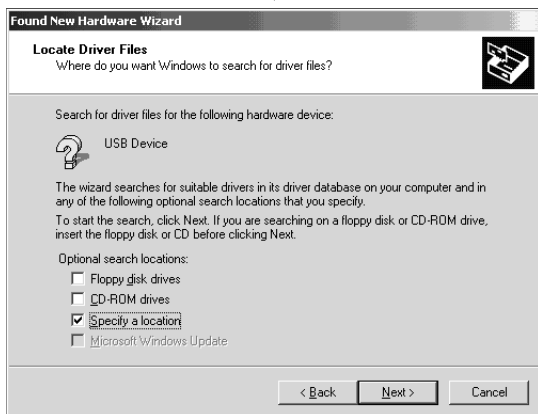 Found New Hardware Wizard
Locate Driver Files
Where do you want Windows to search for driver files?
Search for driver files for the following hardware device:
USB Device
The wizard searches for suitable drivers in its driver database on your computer and in
any of the following optional search locations that you specify.
To start the search, click Next. If you are searching on a floppy disk or CD-ROM drive,
insert the floppy disk or CD before clicking Next.
Optional search locations:
Floppy disk drives
CD-ROM drives
Specify a location
Microsoft Windows Update
< Back Next > Cancel